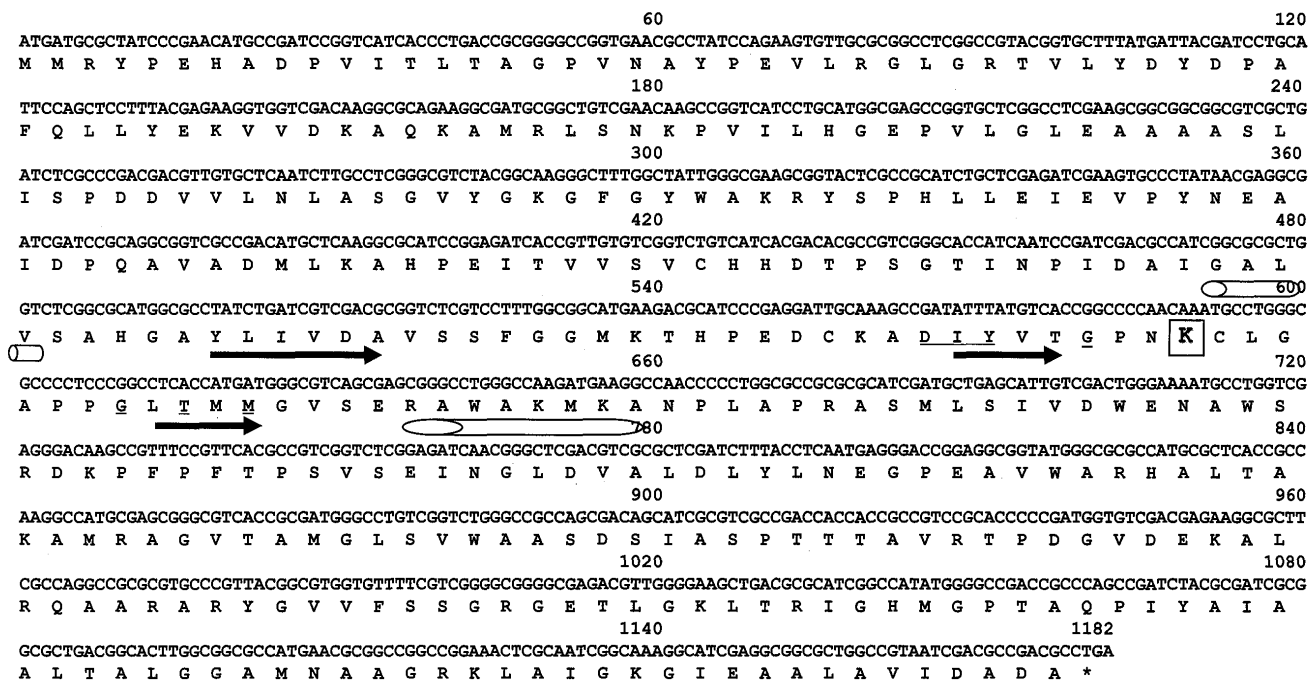 60 120
ATGATGCGCTATCCCGAACATGCCGATCCGGTCATCACCCTGACCGCGGGGCCGGTGAACGCCTATCCAGAAGTGTTGCGCGGCCTCGGCCGTACGGTGCTTTATGATTACGATCCTGCA
M M R Y P E H A D P V I T L T A G P V N A Y P E V L R G L G R T V L Y D Y D P A
180 240
TTCCAGCTCCTTTACGAGAAGGTGGTCGACAAGGCGCAGAAGGCGATGCGGCTGTCGAACAAGCCGGTCATCCTGCATGGCGAGCCGGTGCTCGGCCTCGAAGCGGCGGCGGCGTCGCTG
F Q L L Y E K V V D K A Q K A M R L S N K P V I L H G E P V L G L E A A A A S L
300 360
ATCTCGCCCGACGACGTTGTGCTCAATCTTGCCTCGGGCGTCTACGGCAAGGGCTTTGGCTATTGGGCGAAGCGGTACTCGCCGCATCTGCTCGAGATCGAAGTGCCCTATAACGAGGCG
I S P D D V V L N L A S G V Y G K G F G Y W A K R Y S P H L L E I E V P Y N E A
420 480
ATCGATCCGCAGGCGGTCGCCGACATGCTCAAGGCGCATCCGGAGATCACCGTTGTGTCGGTCTGTCATCACGACACGCCGTCGGGCACCATCAATCCGATCGACGCCATCGGCGCGCTG
I D P Q A V A D M L K A H P E I T V V S V C H H D T P S G T I N P I D A I G A L
540 600
GTCTCGGCGCATGGCGCCTATCTGATCGTCGACGCGGTCTCGTCCTTTGGCGGCATGAAGACGCATCCCGAGGATTGCAAAGCCGATATTTATGTCACCGGCCCCAACAAATGCCTGGGC
V S A H G A Y L I V D A V S S F G G M K T H P E D C K A D I Y V T G P N K C L G
660 720
GCCCCTCCCGGCCTCACCATGATGGGCGTCAGCGAGCGGGCCTGGGCCAAGATGAAGGCCAACCCCCTGGCGCCGCGCGCATCGATGCTGAGCATTGTCGACTGGGAAAATGCCTGGTCG
A P P G L T M M G V S E R A W A K M K A N P L A P R A S M L S I V D W E N A W S
780 840
AGGGACAAGCCGTTTCCGTTCACGCCGTCGGTCTCGGAGATCAACGGGCTCGACGTCGCGCTCGATCTTTACCTCAATGAGGGACCGGAGGCGGTATGGGCGCGCCATGCGCTCACCGCC
R D K P F P F T P S V S E I N G L D V A L D L Y L N E G P E A V W A R H A L T A
900 960
AAGGCCATGCGAGCGGGCGTCACCGCGATGGGCCTGTCGGTCTGGGCCGCCAGCGACAGCATCGCGTCGCCGACCACCACCGCCGTCCGCACCCCCGATGGTGTCGACGAGAAGGCGCTT
K A M R A G V T A M G L S V W A A S D S I A S P T T T A V R T P D G V D E K A L
1020 1080
CGCCAGGCCGCGCGTGCCCGTTACGGCGTGGTGTTTTCGTCGGGGCGGGGCGAGACGTTGGGGAAGCTGACGCGCATCGGCCATATGGGGCCGACCGCCCAGCCGATCTACGCGATCGCG
R Q A A R A R Y G V V F S S G R G E T L G K L T R I G H M G P T A Q P I Y A I A
1140 1182
GCGCTGACGGCACTTGGCGGCGCCATGAACGCGGCCGGCCGGAAACTCGCAATCGGCAAAGGCATCGAGGCGGCGCTGGCCGTAATCGACGCCGACGCCTGA
A L T A L G G A M N A A G R K L A I G K G I E A A L A V I D A D A *